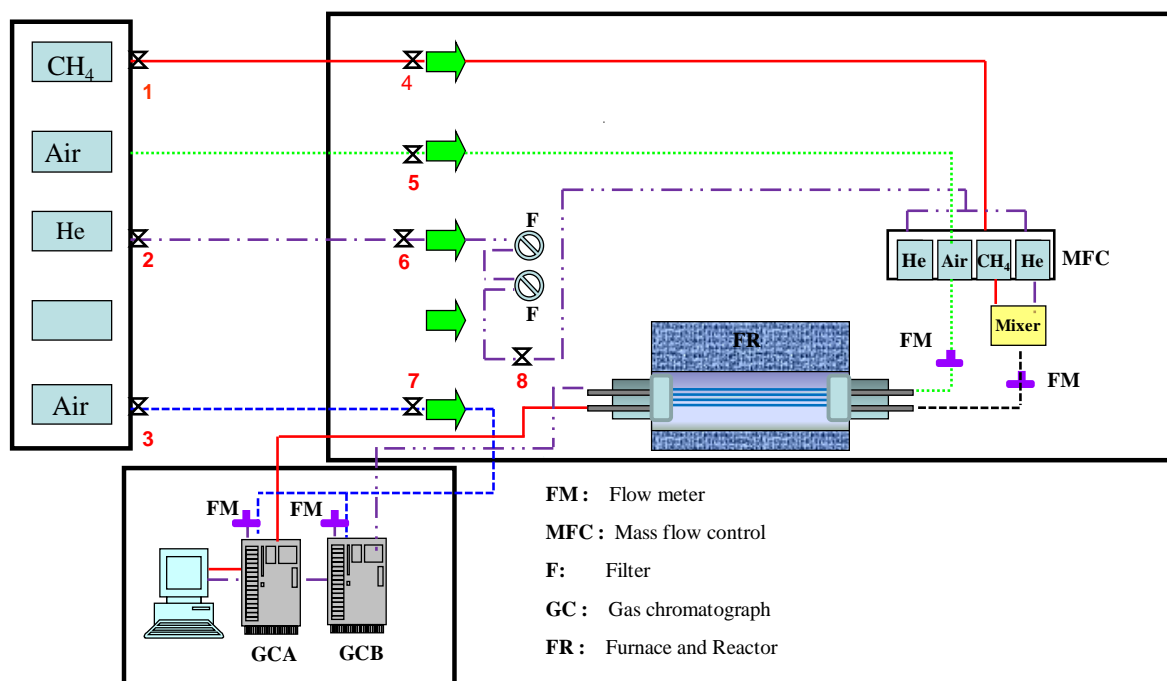 CH₄
1
4
Air
5
He
2
6
F
F
8
He
Air
CH₄
He
MFC
Mixer
FM
FM
FR
7
Air
3
FM
FM
GCA
GCB
FM : Flow meter
MFC : Mass flow control
F: Filter
GC : Gas chromatograph
FR : Furnace and Reactor